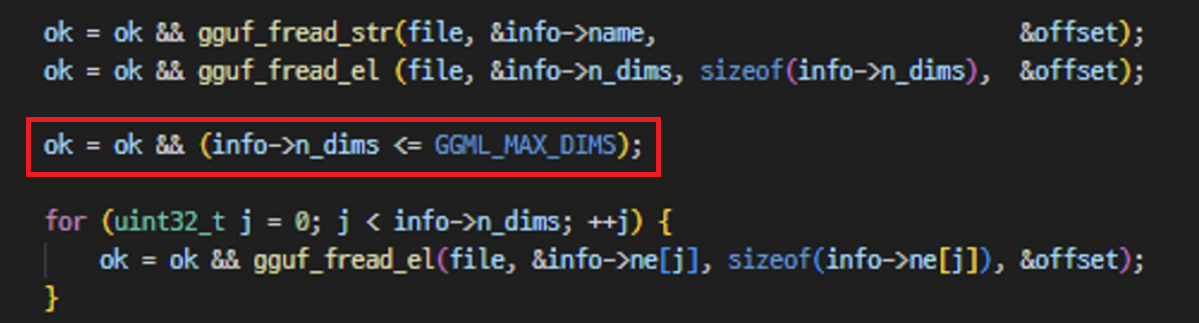 ok = ok && gguf_fread_str(file, &info->name, &offset);
ok = ok && gguf_fread_el (file, &info->n_dims, sizeof(info->n_dims), &offset);
ok = ok && (info->n_dims <= GGML_MAX_DIMS);
for (uint32_t j = 0; j < info->n_dims; ++j) {
ok = ok && gguf_fread_el(file, &info->ne[j], sizeof(info->ne[j]), &offset);
}